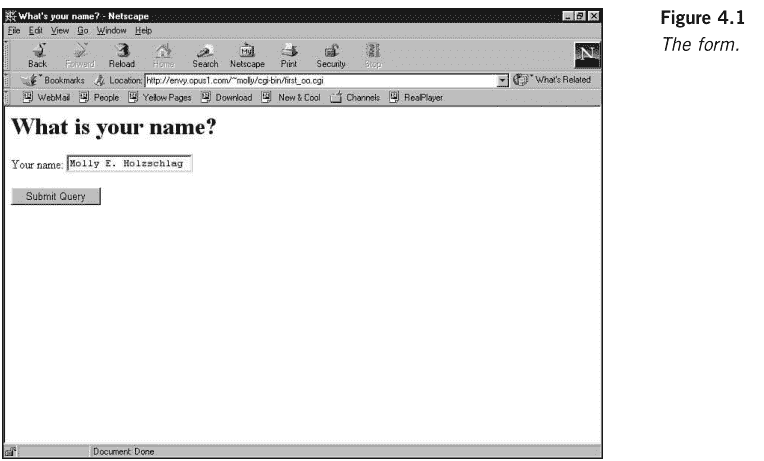 What's your name? - Netscape
File Edit View Go Window Help
Back Forward Reload Home Search Netscape Print Security Stop
Bookmarks Location: http://envy.opus1.com/~molly/cgi-bin/first_oo.cgi What's Related
WebMail People Yellow Pages Download New & Cool Channels RealPlayer
What is your name?
Your name: Molly E. Holzschlag
Submit Query
Document: Done
Figure 4.1
The form.